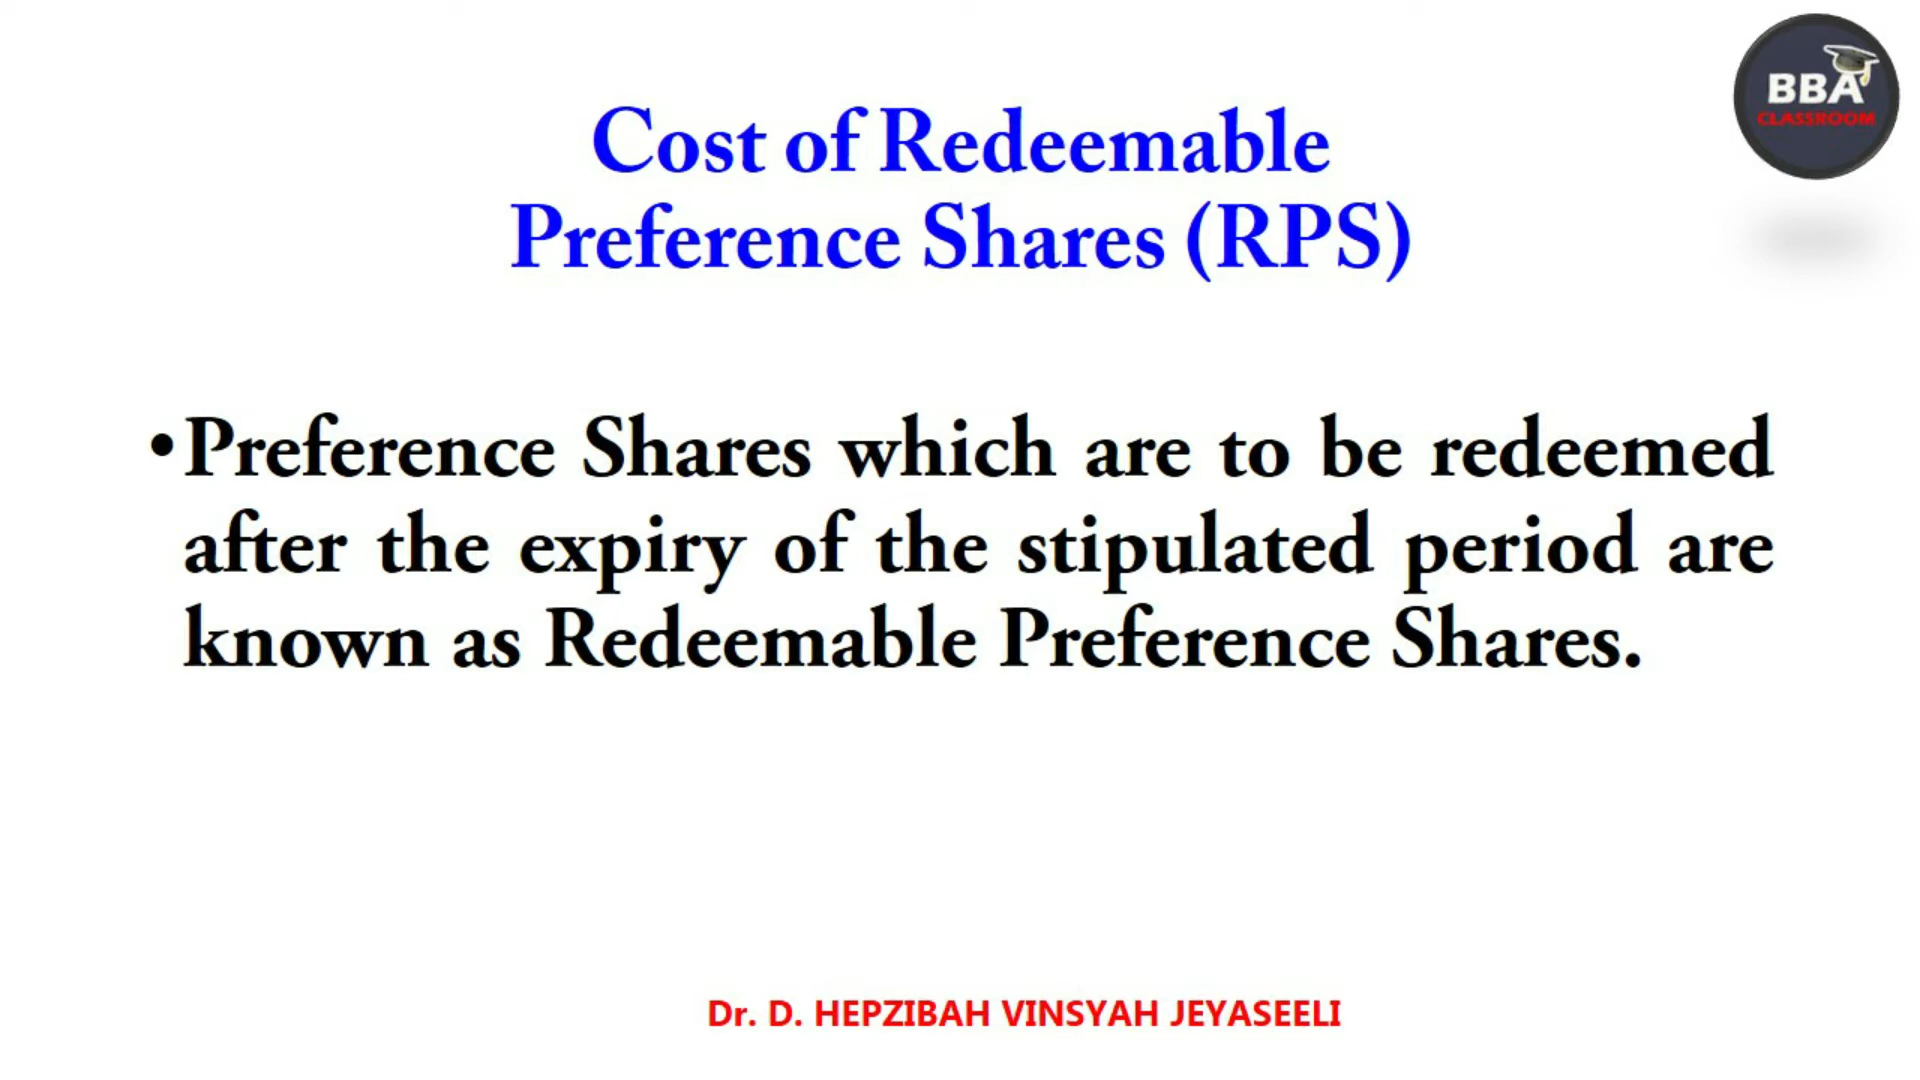 BBA
CLASSROOM
Cost of Redeemable
Preference Shares (RPS)
•Preference Shares which are to be redeemed
after the expiry of the stipulated period are
known as Redeemable Preference Shares.
Dr. D. HEPZIBAH VINSYAH JEYASEELI